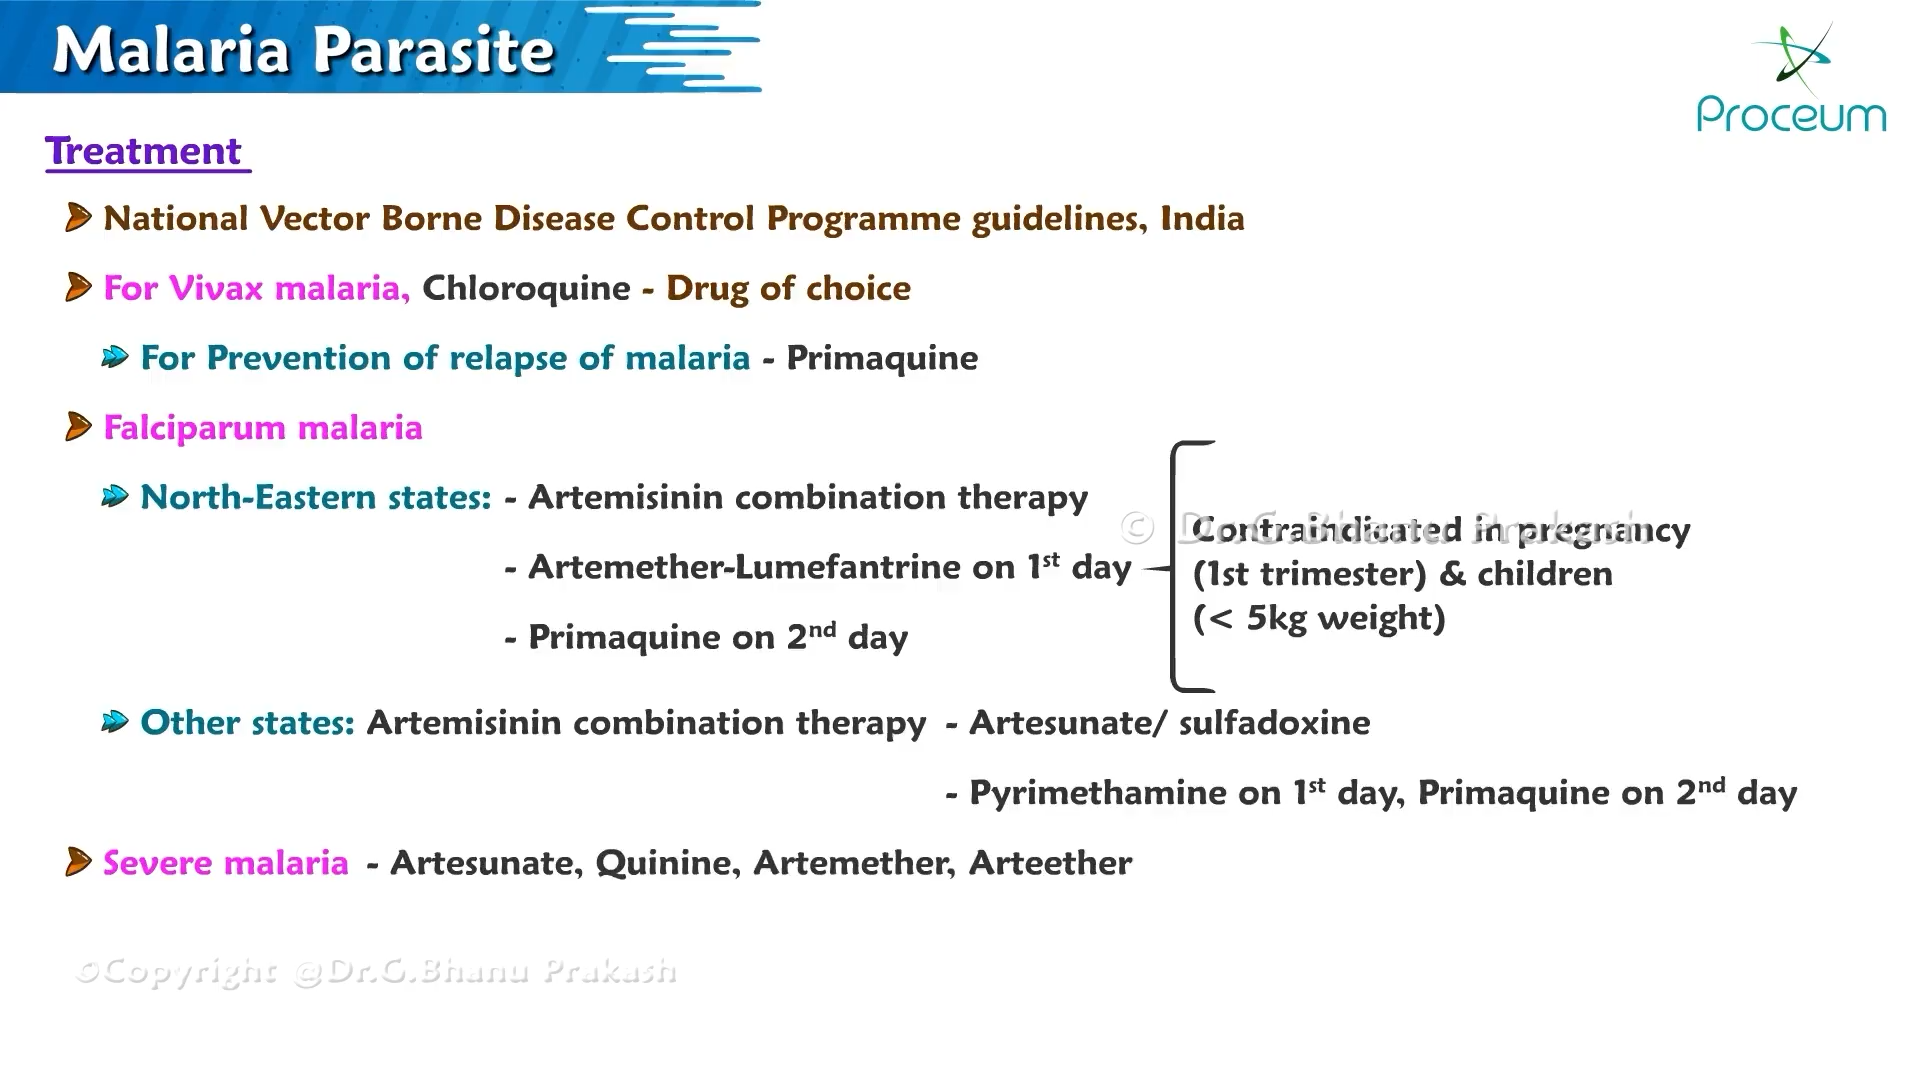 Malaria Parasite
Proceum
Treatment
National Vector Borne Disease Control Programme guidelines, India
For Vivax malaria, Chloroquine - Drug of choice
For Prevention of relapse of malaria - Primaquine
Falciparum malaria
North-Eastern states: - Artemisinin combination therapy
- Artemether-Lumefantrine on 1st day
- Primaquine on 2nd day
© Dr.G.Bhanu Prakash
Contraindicated in pregnancy
(1st trimester) & children
(< 5kg weight)
Other states: Artemisinin combination therapy - Artesunate/ sulfadoxine
- Pyrimethamine on 1st day, Primaquine on 2nd day
Severe malaria - Artesunate, Quinine, Artemether, Arteether
©Copyright @Dr.G.Bhanu Prakash